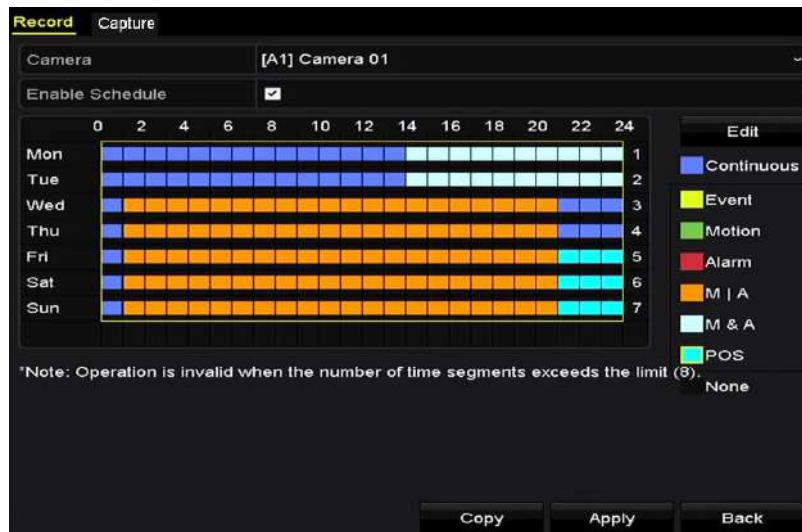 Record Capture
Camera [A1] Camera 01
Enable Schedule
0 2 4 6 8 10 12 14 16 18 20 22 24
Edit
Mon 1
Continuous
Tue 2
Wed 3
Event
Thu 4
Motion
Fri 5
Alarm
Sat 6
M | A
Sun 7
M & A
POS
*Note: Operation is invalid when the number of time segments exceeds the limit (8).
None
Copy Apply Back